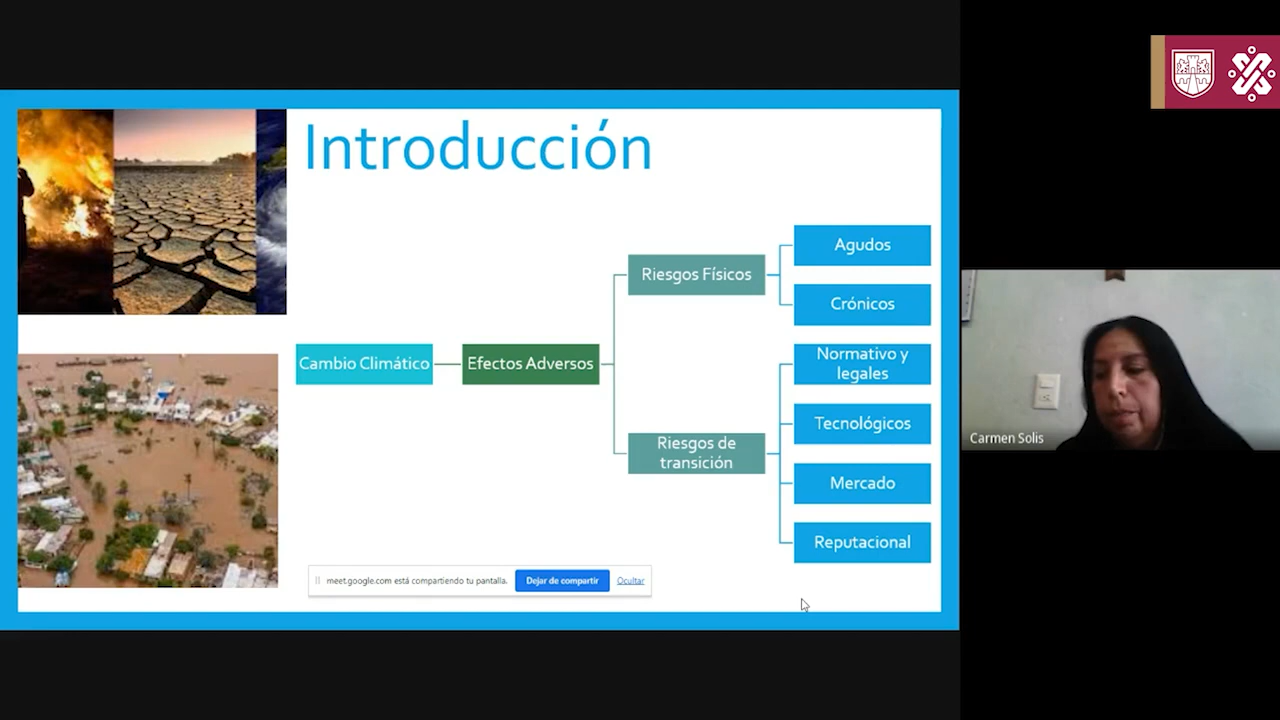 Introducción
Cambio Climático
Efectos Adversos
Riesgos Físicos
Agudos
Crónicos
Riesgos de
transición
Normativo y
legales
Tecnológicos
Mercado
Reputacional
meet.google.com está compartiendo tu pantalla.
Dejar de compartir
Ocultar
Carmen Solis